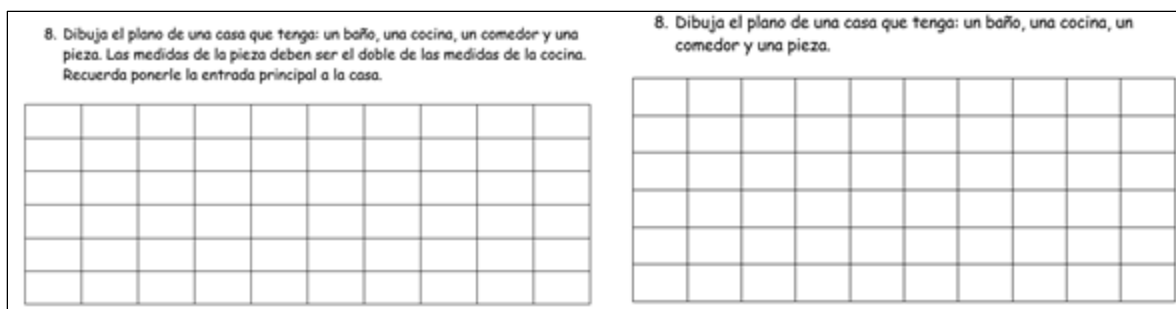 8. Dibuja el plano de una casa que tenga: un baño, una cocina, un comedor y una
pieza. Las medidas de la pieza deben ser el doble de las medidas de la cocina.
Recuerda ponerle la entrada principal a la casa.
8. Dibuja el plano de una casa que tenga: un baño, una cocina, un
comedor y una pieza.